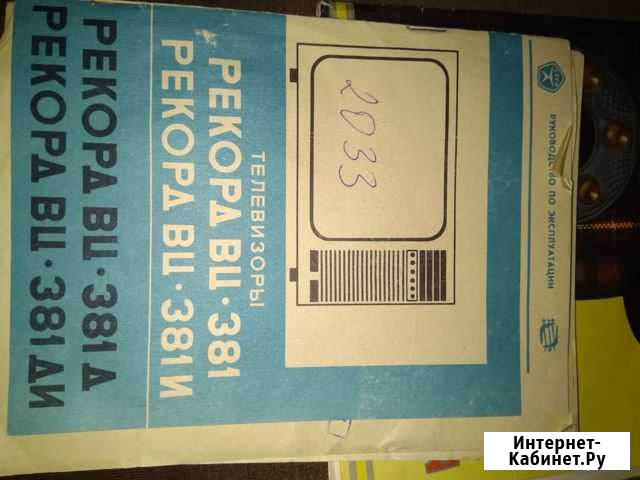 РУКОВОДСТВО ПО ЭКСПЛУАТАЦИИ
2033
ТЕЛЕВИЗОРЫ
РЕКОРД ВЦ·381
РЕКОРД ВЦ·381И
РЕКОРД ВЦ·381Д
РЕКОРД ВЦ·381ДИ
Интернет-
Кабинет.Ру